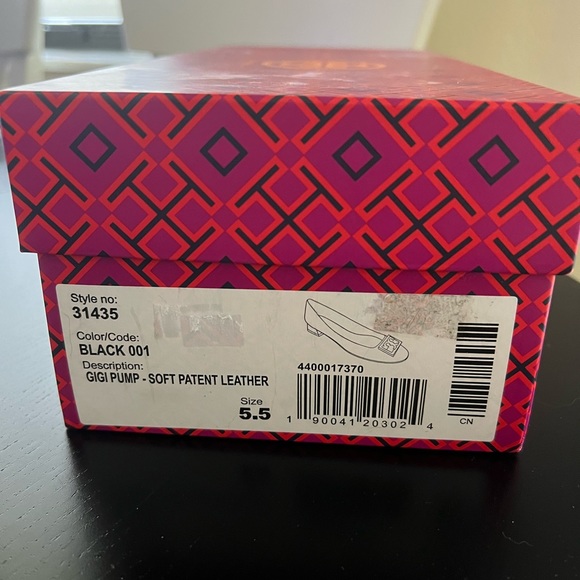 Style no:
31435
Color/Code:
BLACK 001
Description:
GIGI PUMP - SOFT PATENT LEATHER
Size
5.5
4400017370
1 90041 20302 4
CN